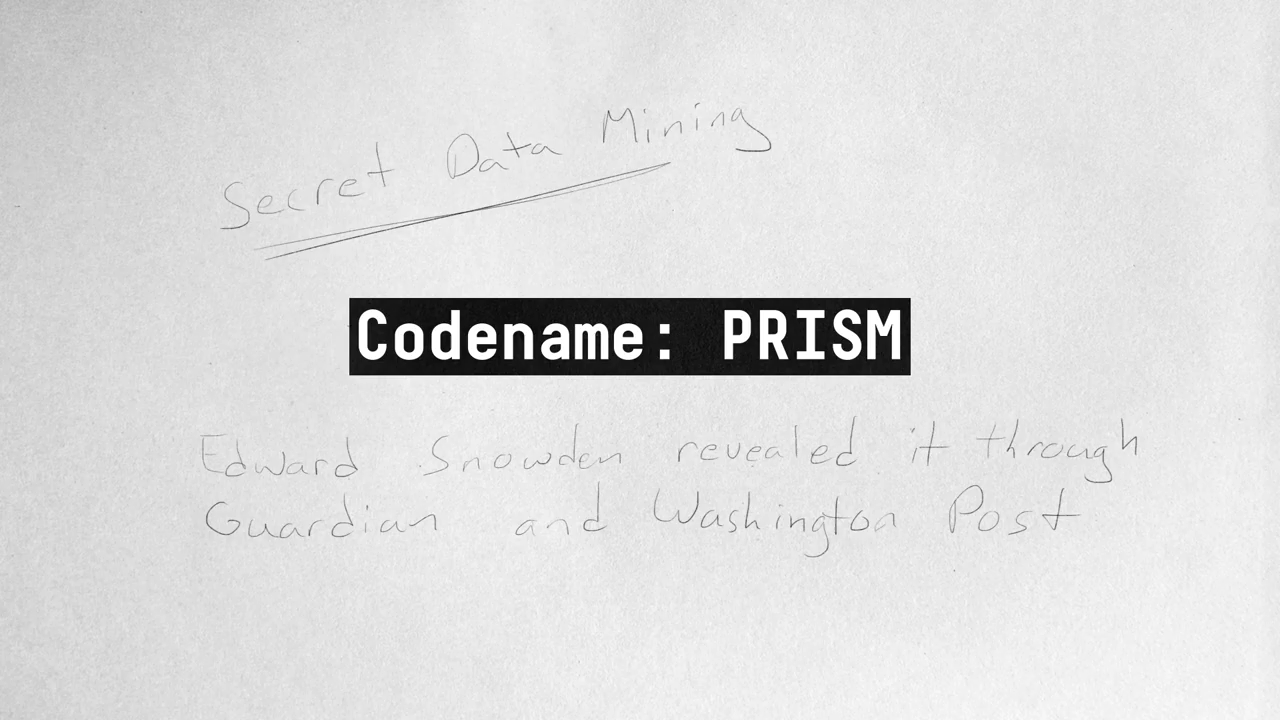 Secret Data Mining
Codename: PRISM
Edward Snowden revealed it through
Guardian and Washington Post